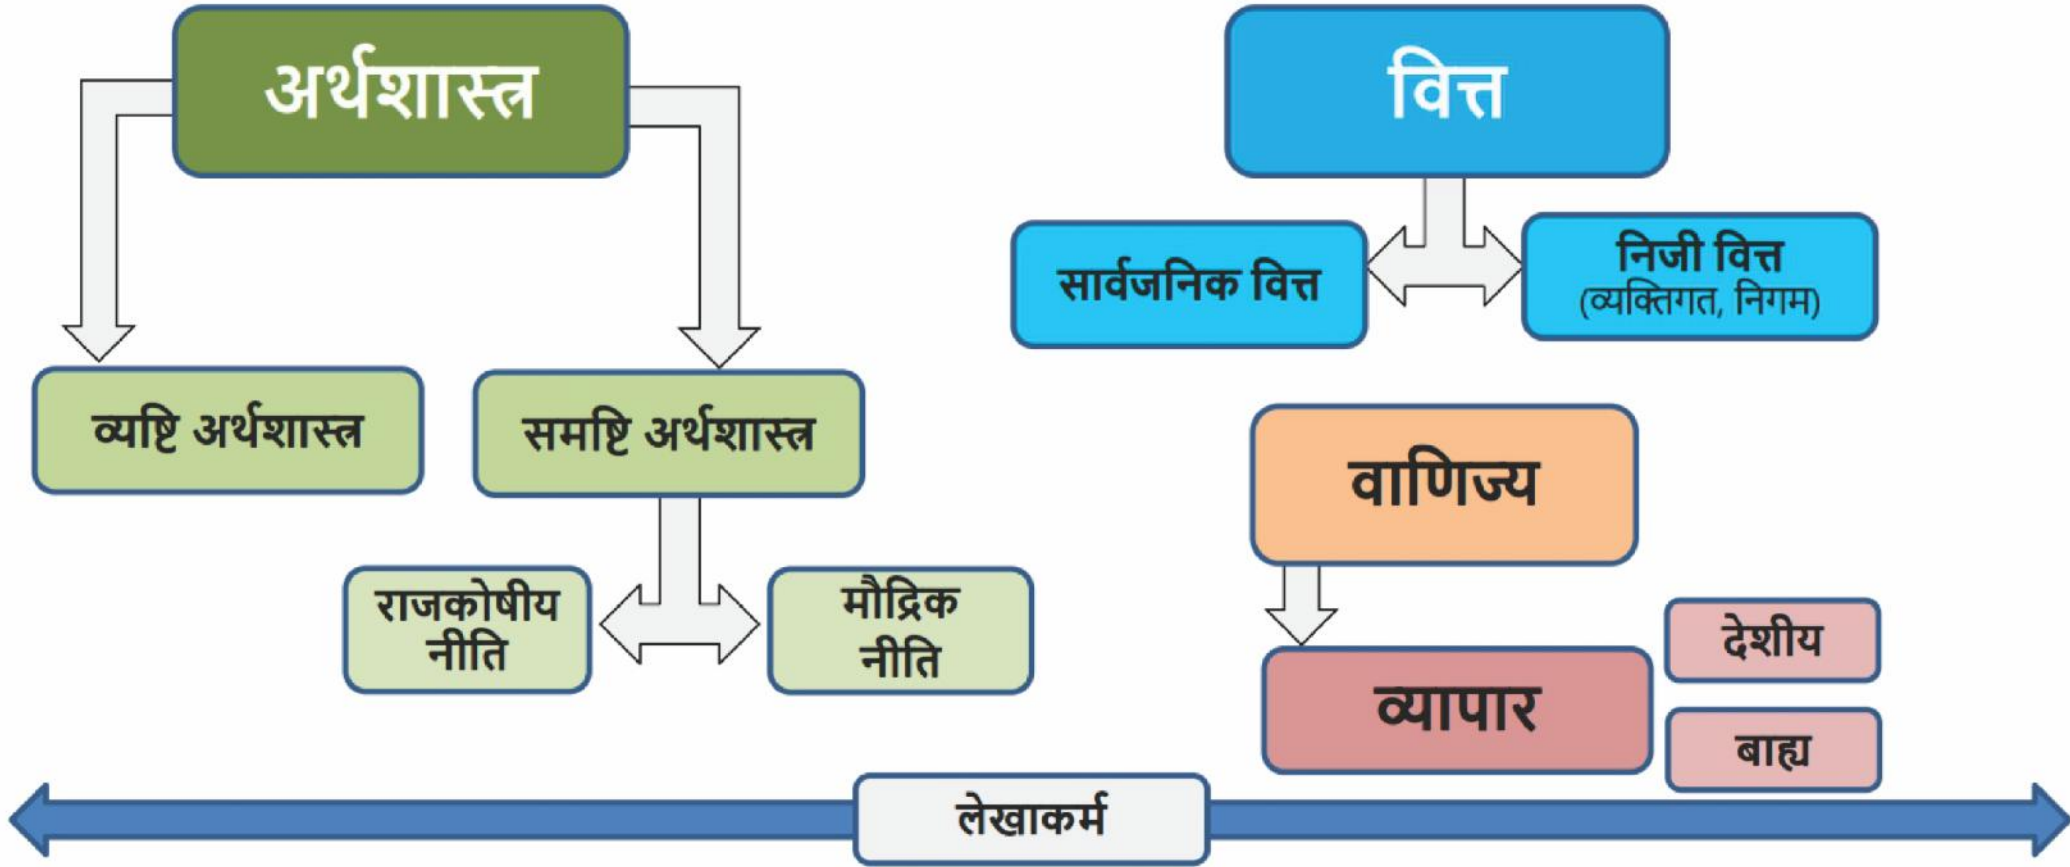 अर्थशास्त्र
व्यष्टि अर्थशास्त्र
समष्टि अर्थशास्त्र
राजकोषीय
नीति
मौद्रिक
नीति
वित्त
सार्वजनिक वित्त
निजी वित्त
(व्यक्तिगत, निगम)
वाणिज्य
व्यापार
देशीय
बाह्य
लेखाकर्म